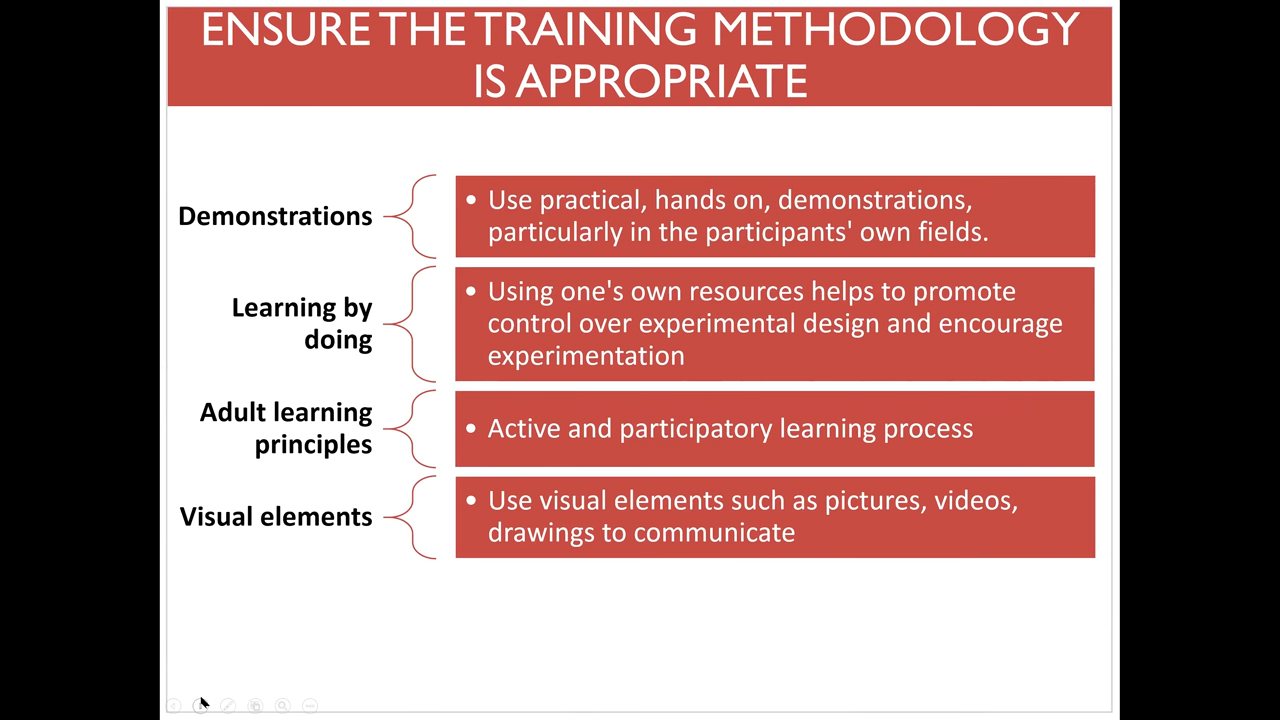 ENSURE THE TRAINING METHODOLOGY
IS APPROPRIATE
Demonstrations
• Use practical, hands on, demonstrations,
particularly in the participants' own fields.
Learning by
doing
• Using one's own resources helps to promote
control over experimental design and encourage
experimentation
Adult learning
principles
• Active and participatory learning process
Visual elements
• Use visual elements such as pictures, videos,
drawings to communicate